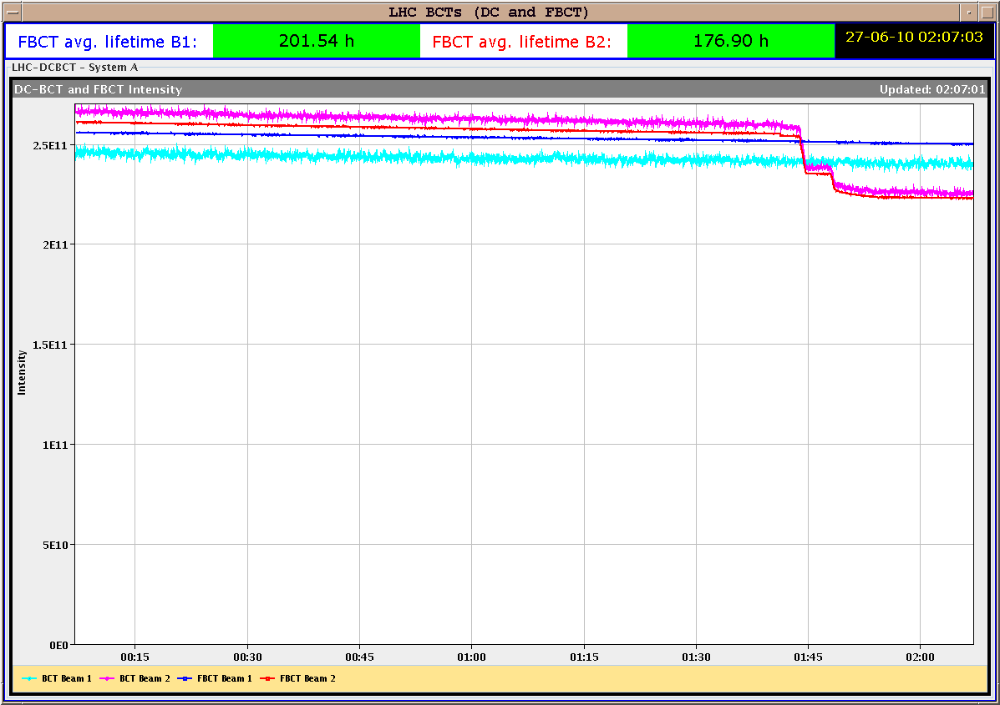 LHC BCTs (DC and FBCT)
FBCT avg. lifetime B1: 201.54 h FBCT avg. lifetime B2: 176.90 h 27-06-10 02:07:03
LHC-DCBCT - System A
DC-BCT and FBCT Intensity Updated: 02:07:01
2.5E11
2E11
1.5E11
1E11
5E10
0E0
Intensity
00:15 00:30 00:45 01:00 01:15 01:30 01:45 02:00
BCT Beam 1 BCT Beam 2 FBCT Beam 1 FBCT Beam 2